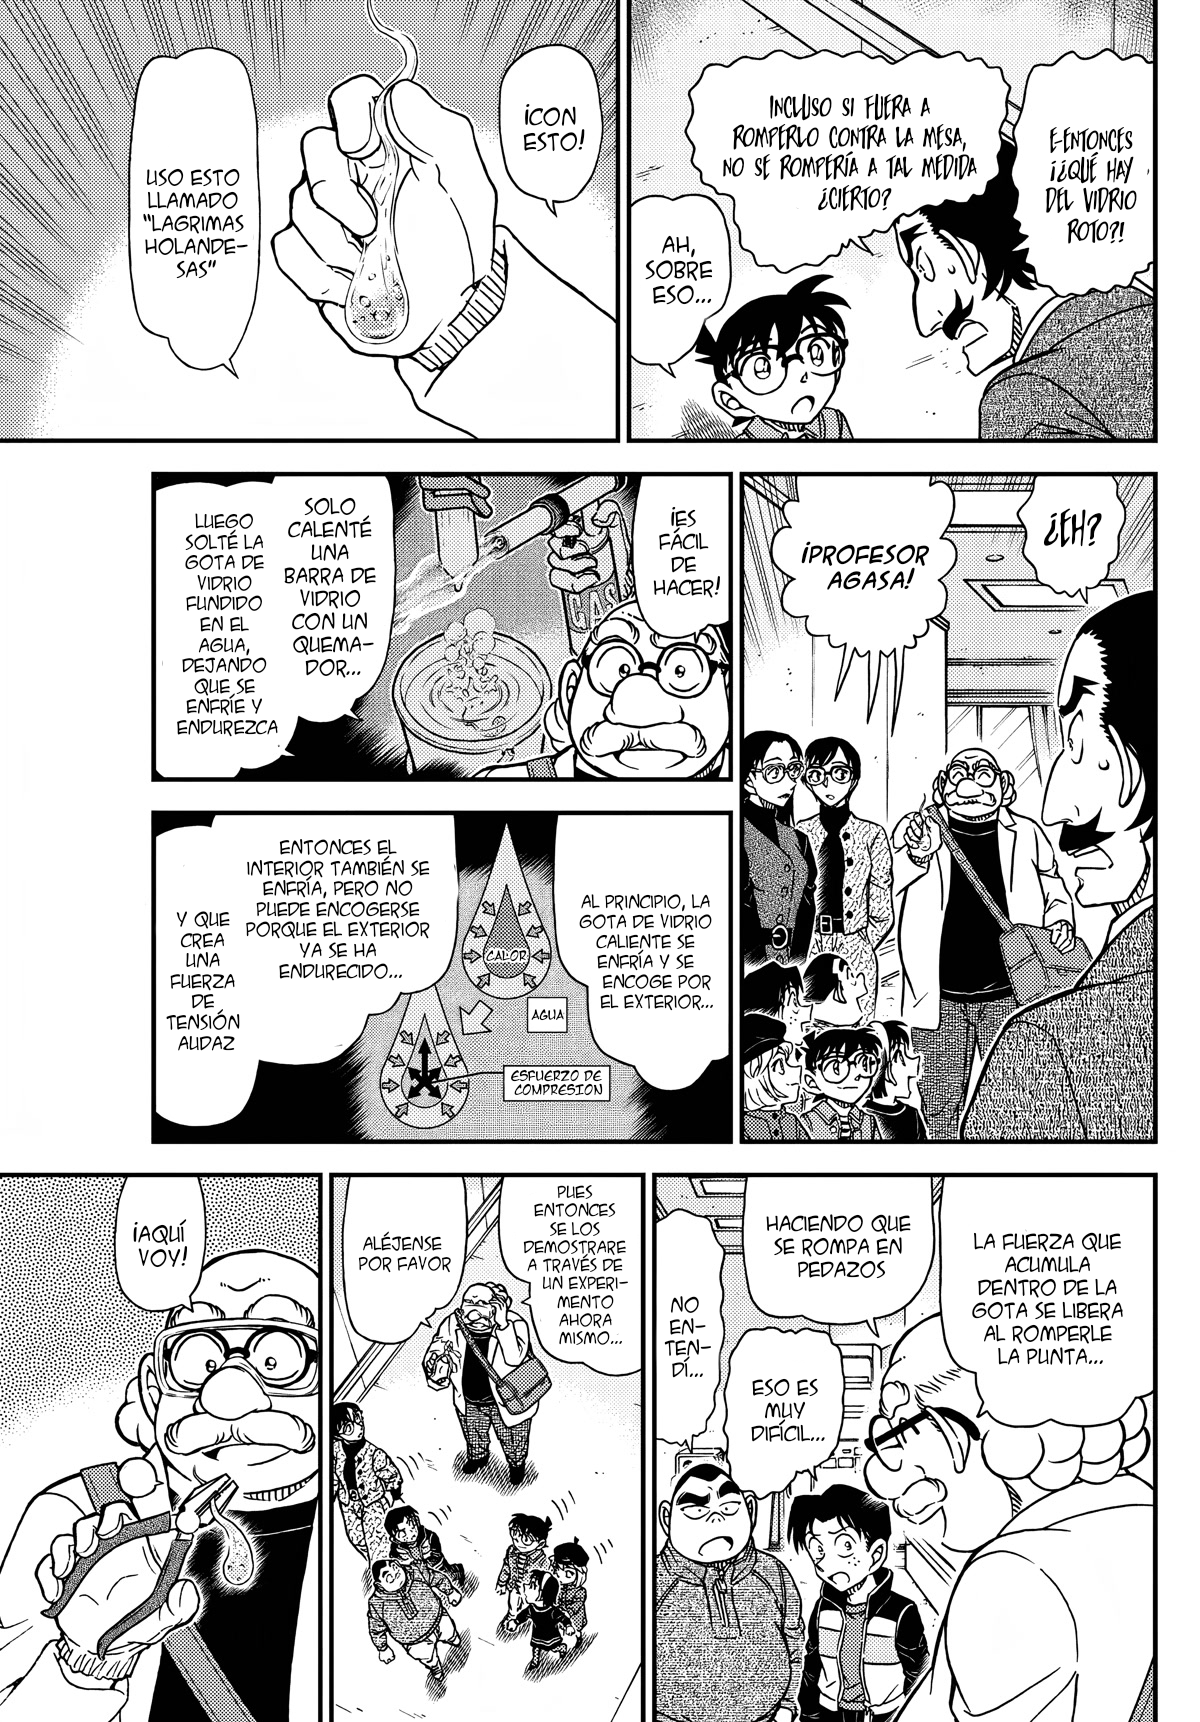 E-ENTONCES
¡¿QUÉ HAY
DEL VIDRIO
ROTO?!
INCLUSO SI FUERA A
ROMPERLO CONTRA LA MESA,
NO SE ROMPERÍA A TAL MEDIDA
¿CIERTO?
AH,
SOBRE
ESO...
¡CON
ESTO!
USO ESTO
LLAMADO
"LAGRIMAS
HOLANDE-
SAS"
¿EH?
¡PROFESOR
AGASA!
¡ES
FÁCIL
DE
HACER!
GAS
SOLO
CALENTÉ
UNA
BARRA DE
VIDRIO
CON UN
QUEMA-
DOR...
LUEGO
SOLTÉ LA
GOTA DE
VIDRIO
FUNDIDO
EN EL
AGUA,
DEJANDO
QUE SE
ENFRÍE Y
ENDUREZCA
AL PRINCIPIO, LA
GOTA DE VIDRIO
CALIENTE SE
ENFRÍA Y SE
ENCOGE POR
EL EXTERIOR...
CALOR
AGUA
ESFUERZO DE
COMPRESION
ENTONCES EL
INTERIOR TAMBIÉN SE
ENFRÍA, PERO NO
PUEDE ENCOGERSE
PORQUE EL EXTERIOR
YA SE HA
ENDURECIDO...
Y QUE
CREA
UNA
FUERZA
DE
TENSIÓN
AUDAZ
LA FUERZA QUE
ACUMULA
DENTRO DE LA
GOTA SE LIBERA
AL ROMPERLE
LA PUNTA...
HACIENDO QUE
SE ROMPA EN
PEDAZOS
ESO ES
MUY
DIFÍCIL...
NO
EN-
TEN-
DÍ...
PUES
ENTONCES
SE LOS
DEMOSTRARE
A TRAVÉS DE
UN EXPERI-
MENTO
AHORA
MISMO...
ALÉJENSE
POR FAVOR
¡AQUÍ
VOY!